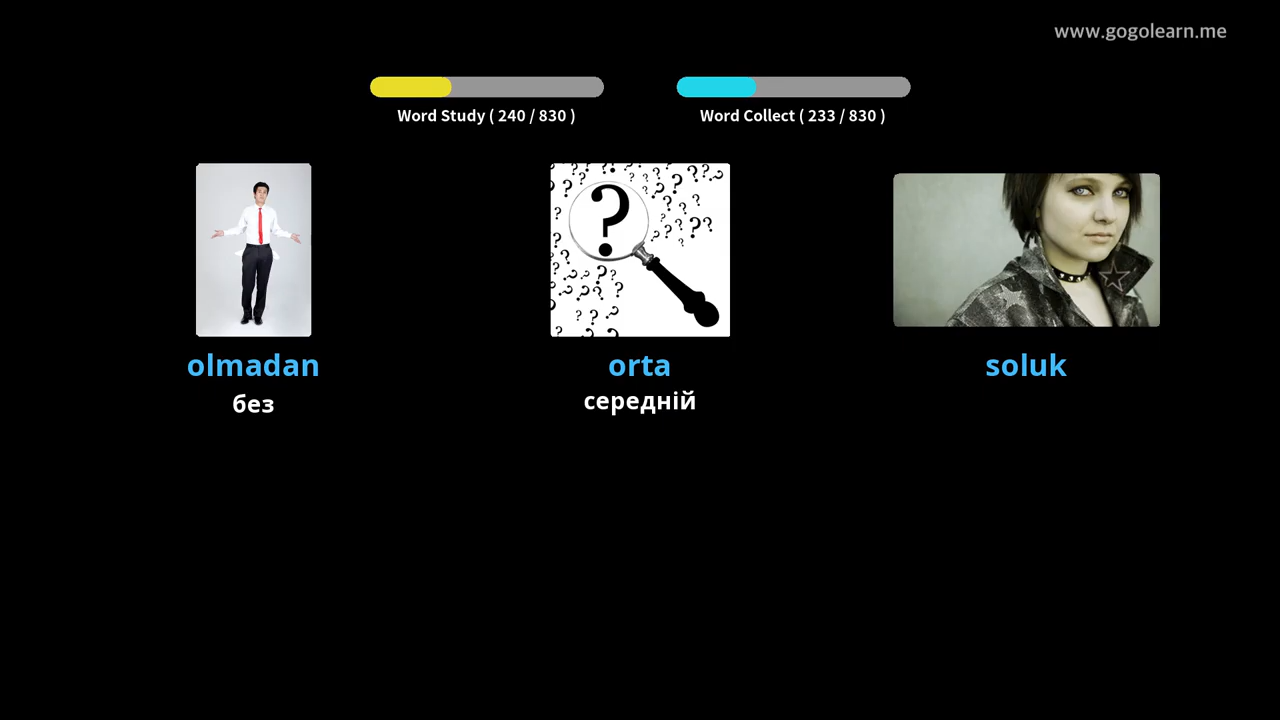 www.gogolearn.me
Word Study ( 240 / 830 )
Word Collect ( 233 / 830 )
olmadan
без
orta
середній
soluk